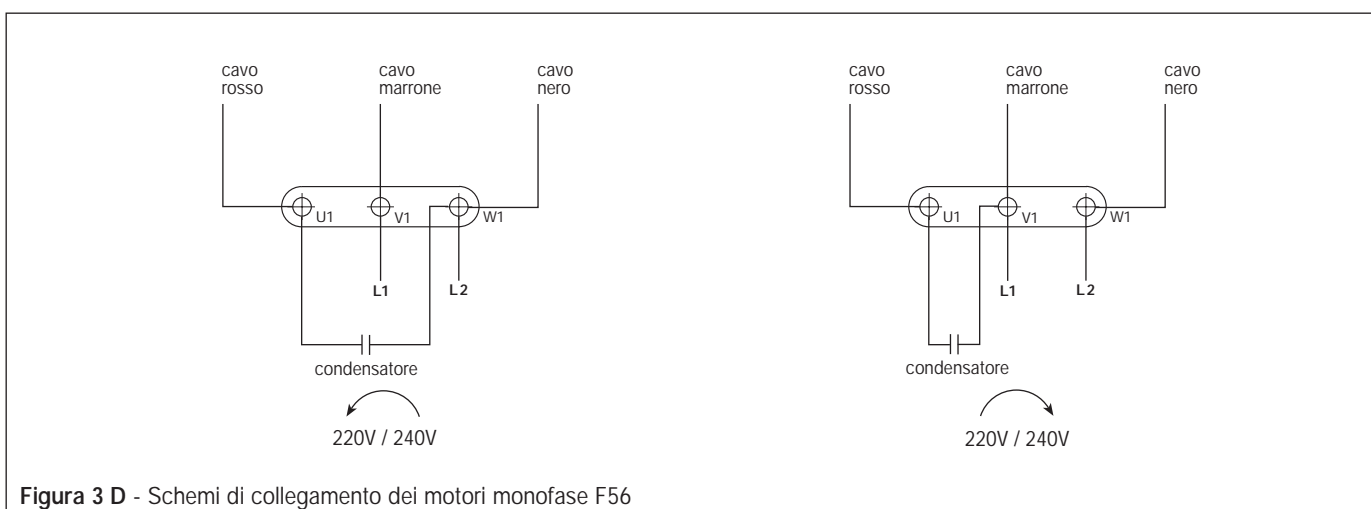 cavo
rosso
cavo
marrone
cavo
nero
U1
V1
W1
L1
L2
condensatore
220V / 240V
cavo
rosso
cavo
marrone
cavo
nero
U1
V1
W1
L1
L2
condensatore
220V / 240V
Figura 3 D - Schemi di collegamento dei motori monofase F56